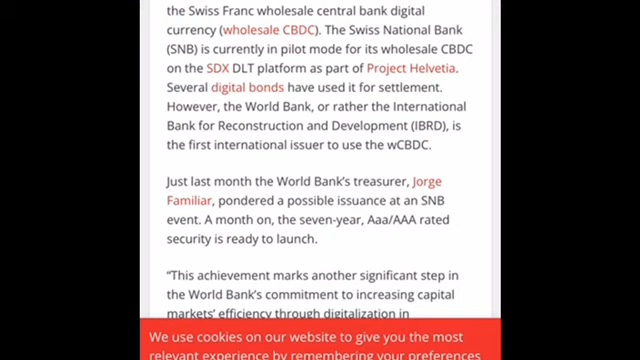 the Swiss Franc wholesale central bank digital
currency (wholesale CBDC). The Swiss National Bank
(SNB) is currently in pilot mode for its wholesale CBDC
on the SDX DLT platform as part of Project Helvetia.
Several digital bonds have used it for settlement.
However, the World Bank, or rather the International
Bank for Reconstruction and Development (IBRD), is
the first international issuer to use the wCBDC.
Just last month the World Bank’s treasurer, Jorge
Familiar, pondered a possible issuance at an SNB
event. A month on, the seven-year, Aaa/AAA rated
security is ready to launch.
“This achievement marks another significant step in
the World Bank’s commitment to increasing capital
markets’ efficiency through digitalization in
We use cookies on our website to give you the most
relevant experience by remembering your preferences